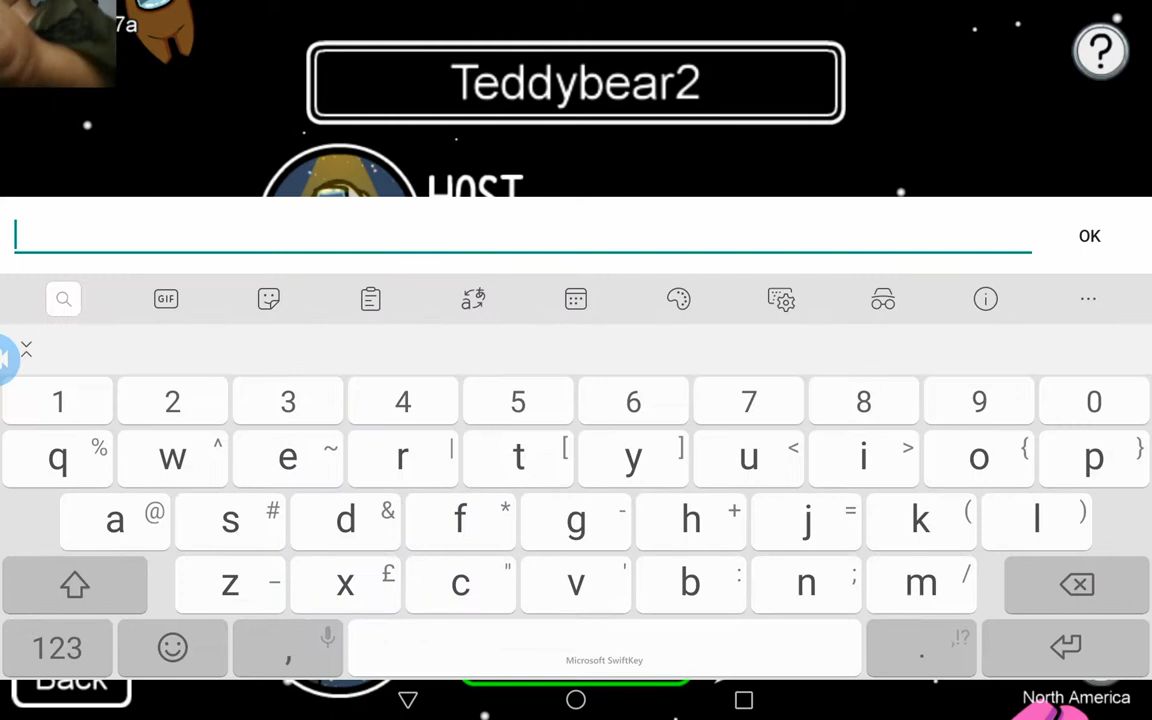 7a
Teddybear2
?
HOST
OK
GIF
1 2 3 4 5 6 7 8 9 0
q % w ^ e ~ r | t [ y ] u < i > o { p }
a @ s # d & f * g - h + j = k ( l )
z _ x £ c " v ' b : n ; m /
123 , Microsoft SwiftKey . ,!?
Back
North America